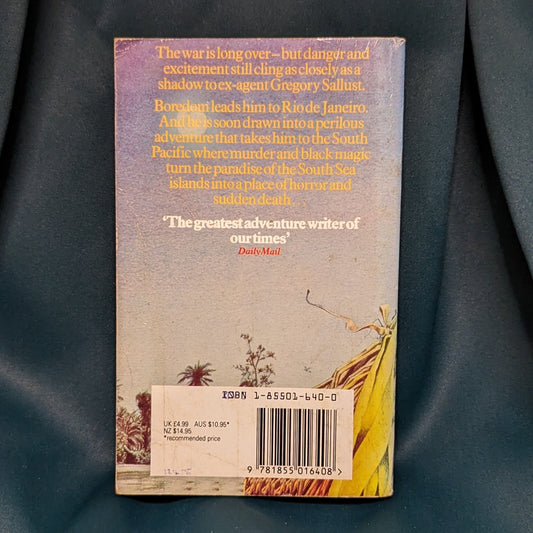 The war is long over – but danger and
excitement still cling as closely as a
shadow to ex-agent Gregory Sallust.
Boredom leads him to Rio de Janeiro.
And he is soon drawn into a perilous
adventure that takes him to the South
Pacific where murder and black magic
turn the paradise of the South Sea
islands into a place of horror and
sudden death . . .
‘The greatest adventure writer of
our times’
Daily Mail
ISBN 1-85501-640-0
UK £4.99 AUS $10.95*
NZ $14.95
*recommended price
9 781855 016408 >